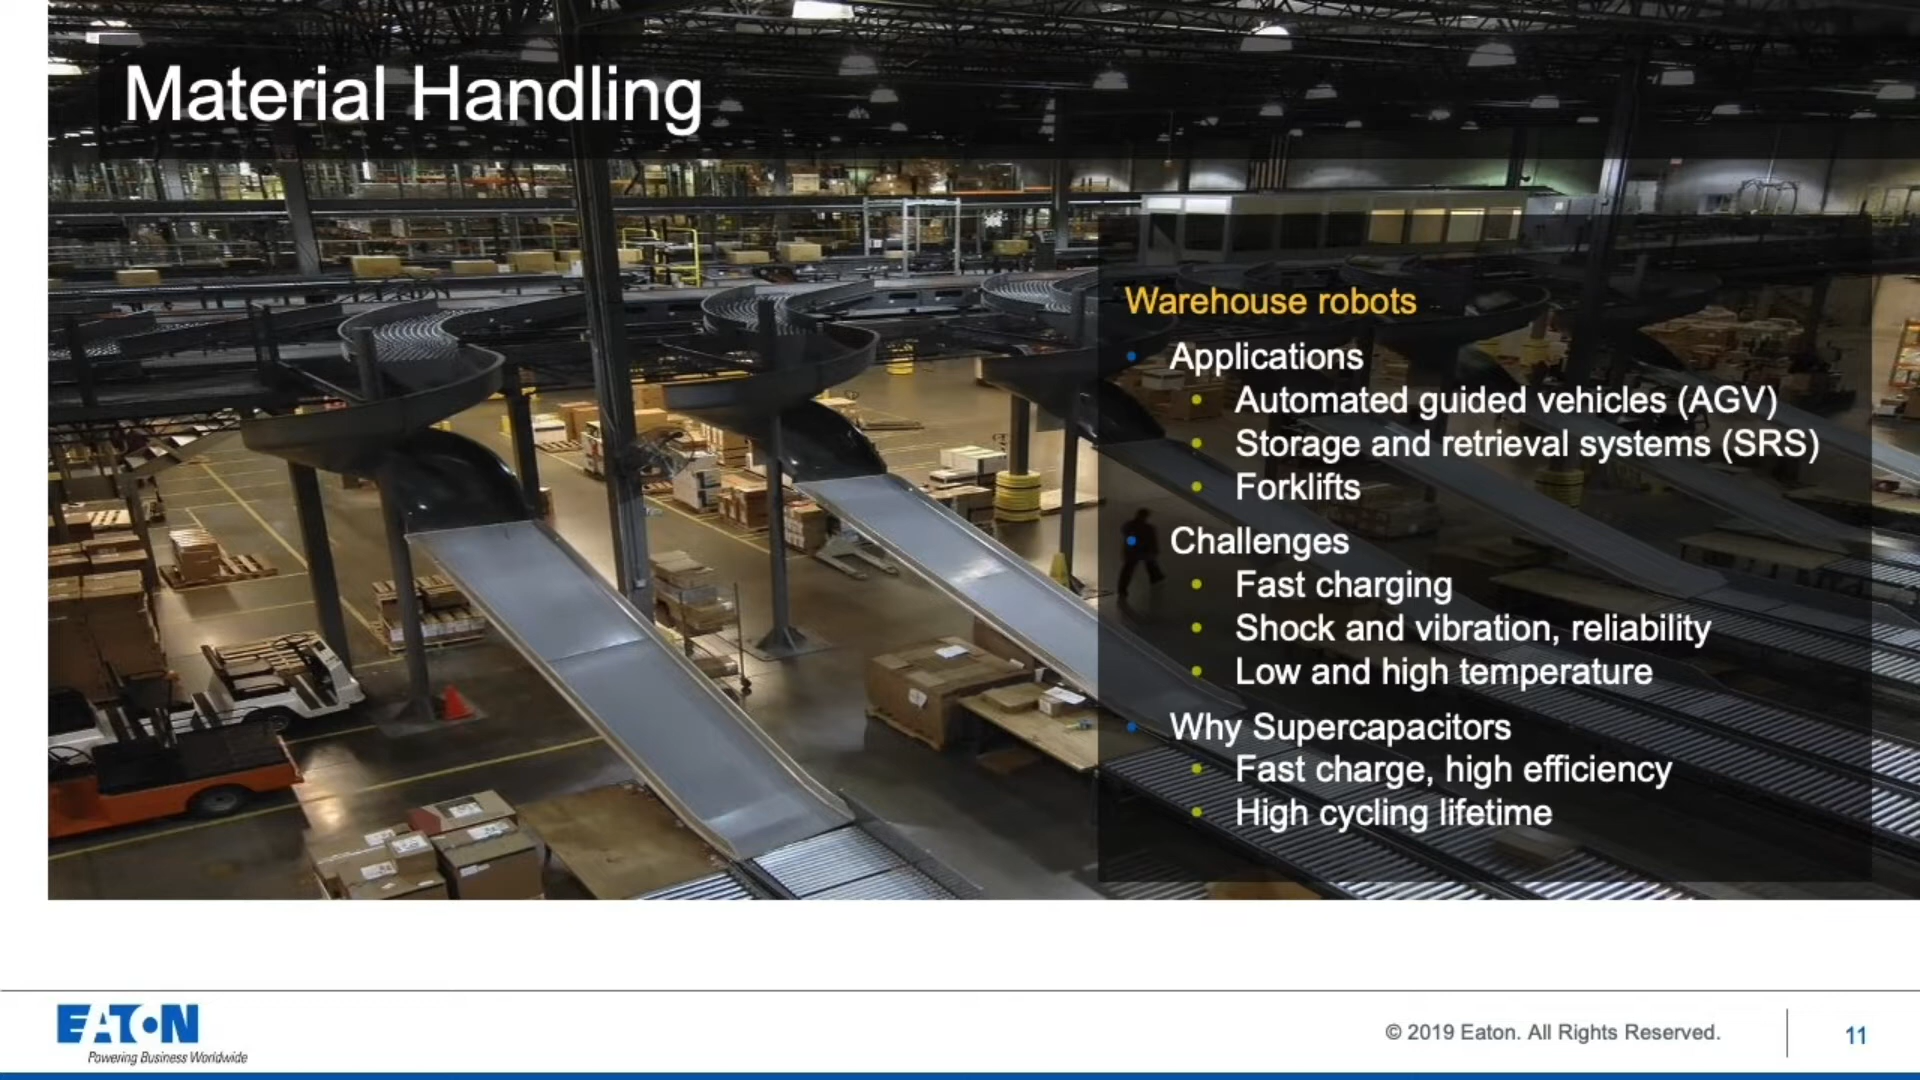 Material Handling
Warehouse robots
• Applications
• Automated guided vehicles (AGV)
• Storage and retrieval systems (SRS)
• Forklifts
• Challenges
• Fast charging
• Shock and vibration, reliability
• Low and high temperature
• Why Supercapacitors
• Fast charge, high efficiency
• High cycling lifetime
EATON
Powering Business Worldwide
© 2019 Eaton. All Rights Reserved.
11